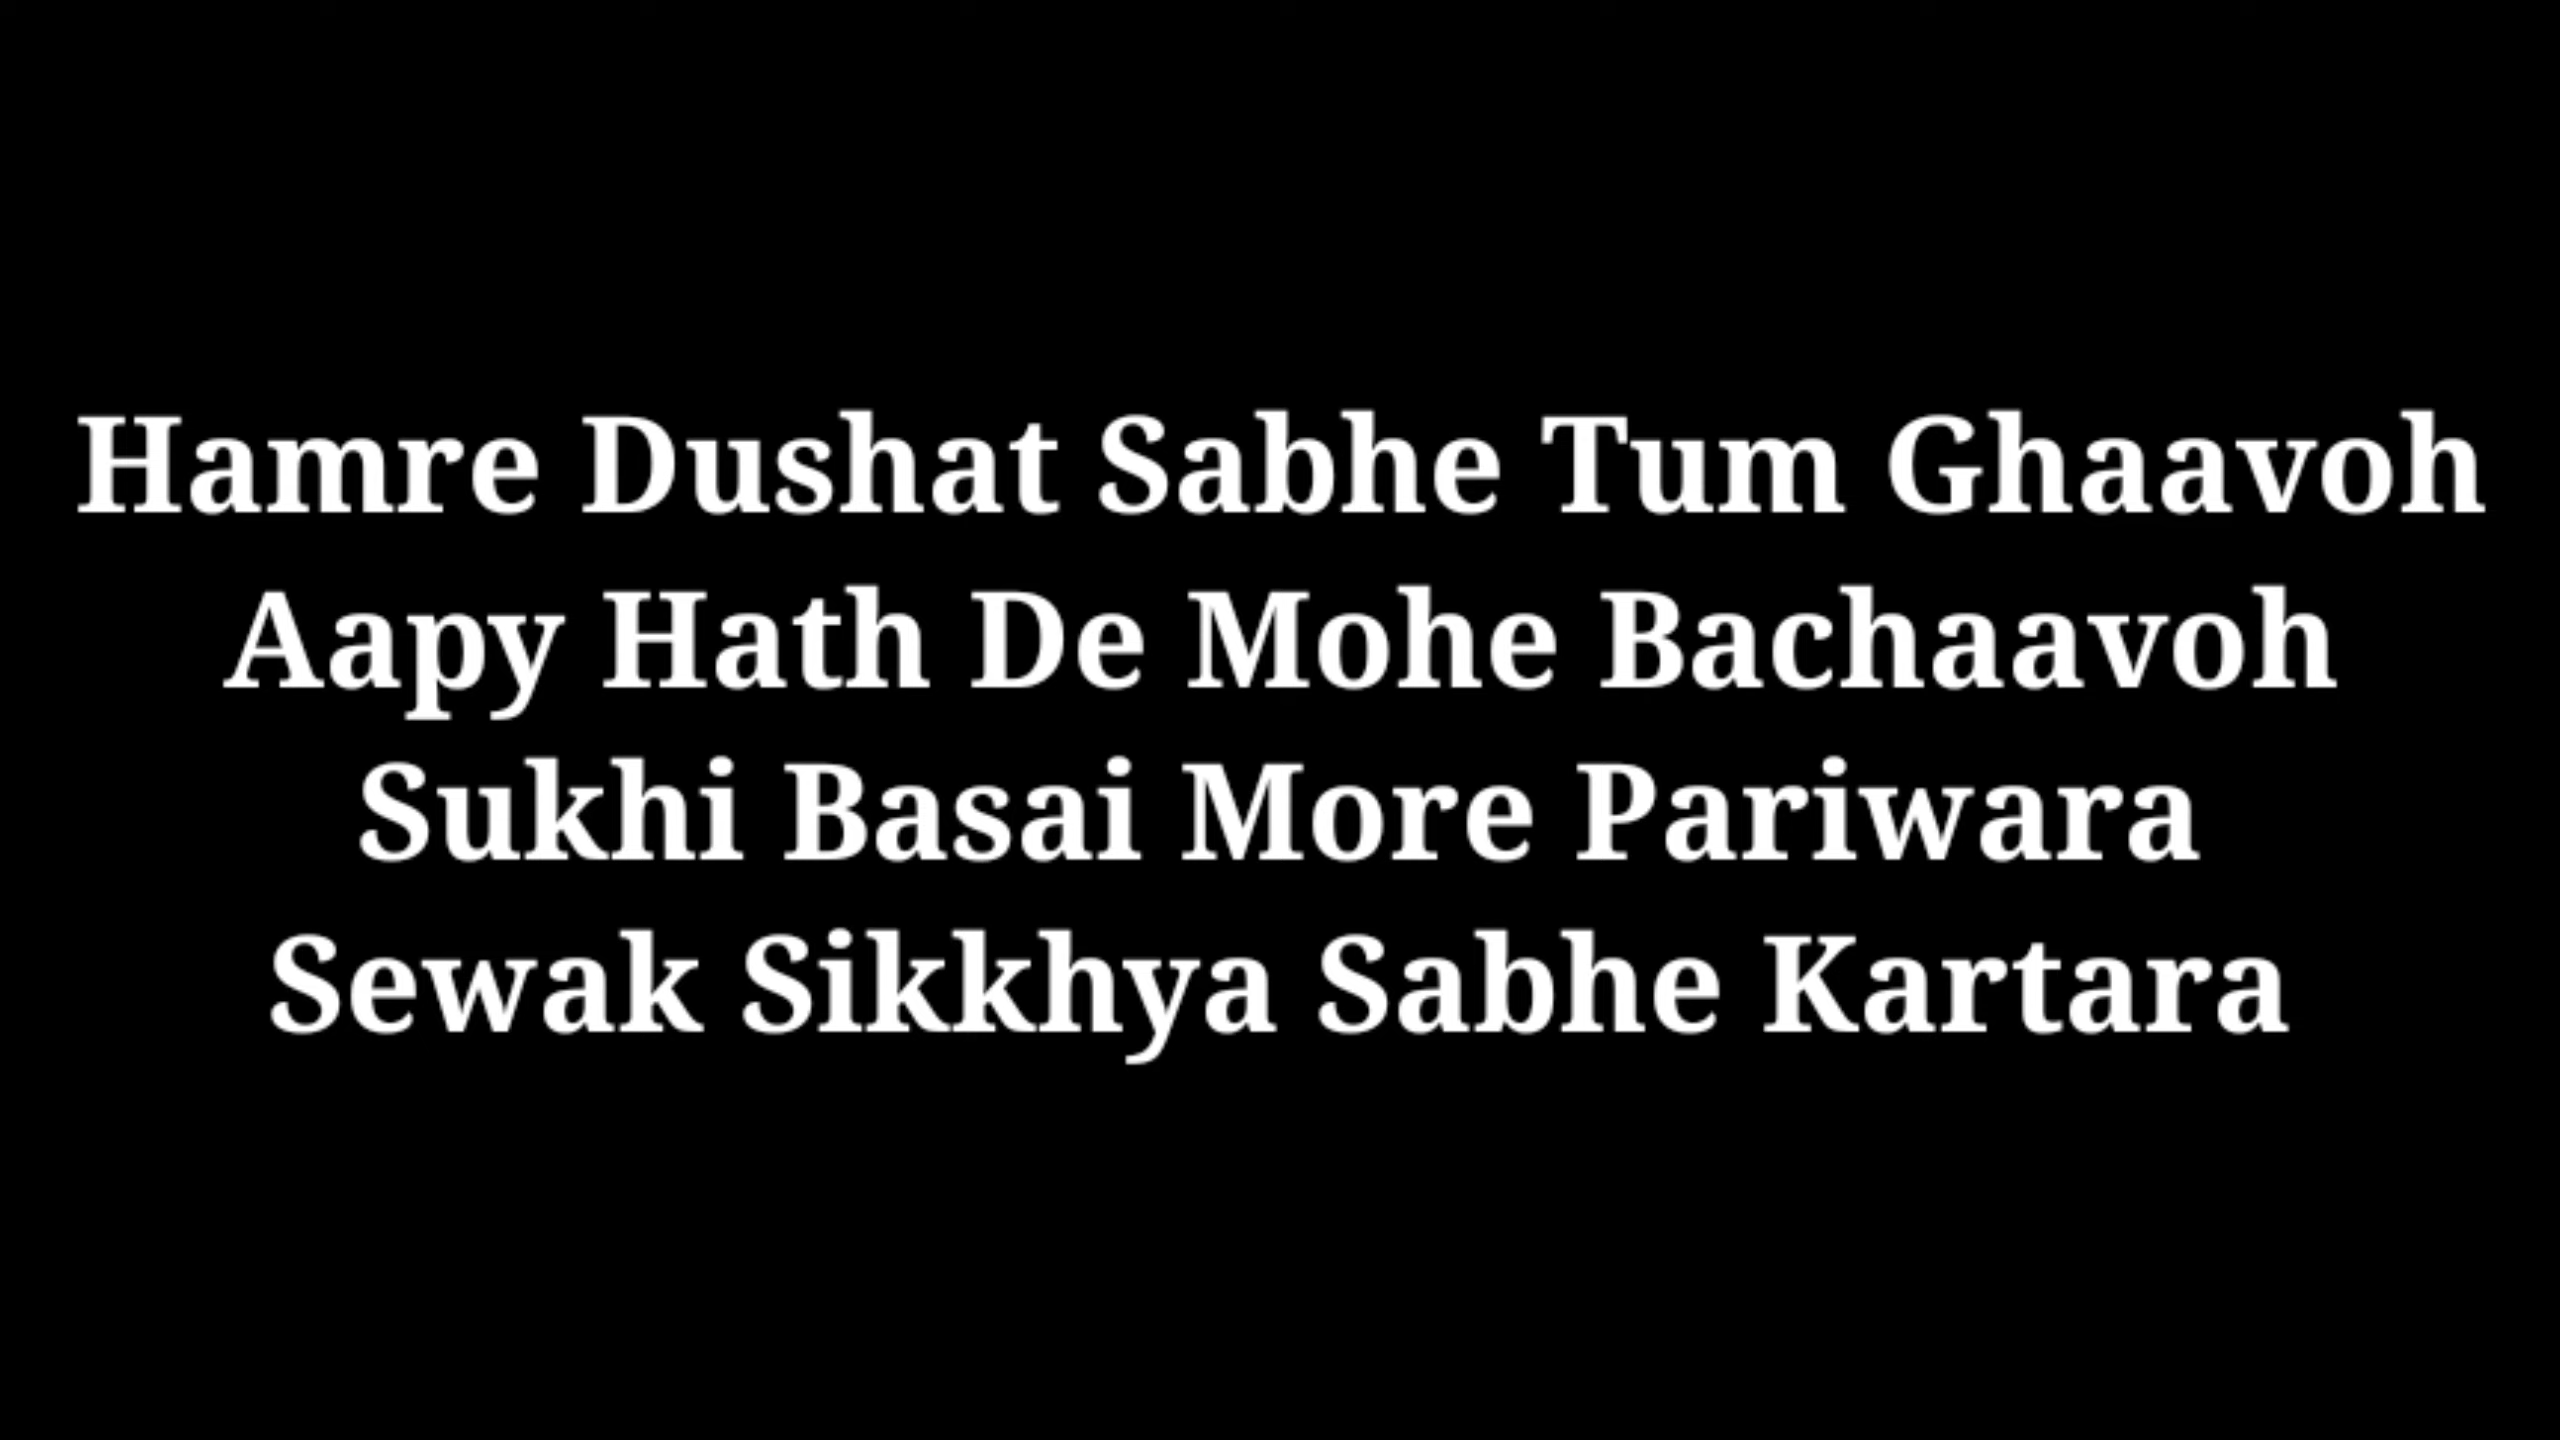 Hamre Dushat Sabhe Tum Ghaavoh
Aapy Hath De Mohe Bachaavoh
Sukhi Basai More Pariwara
Sewak Sikkhya Sabhe Kartara